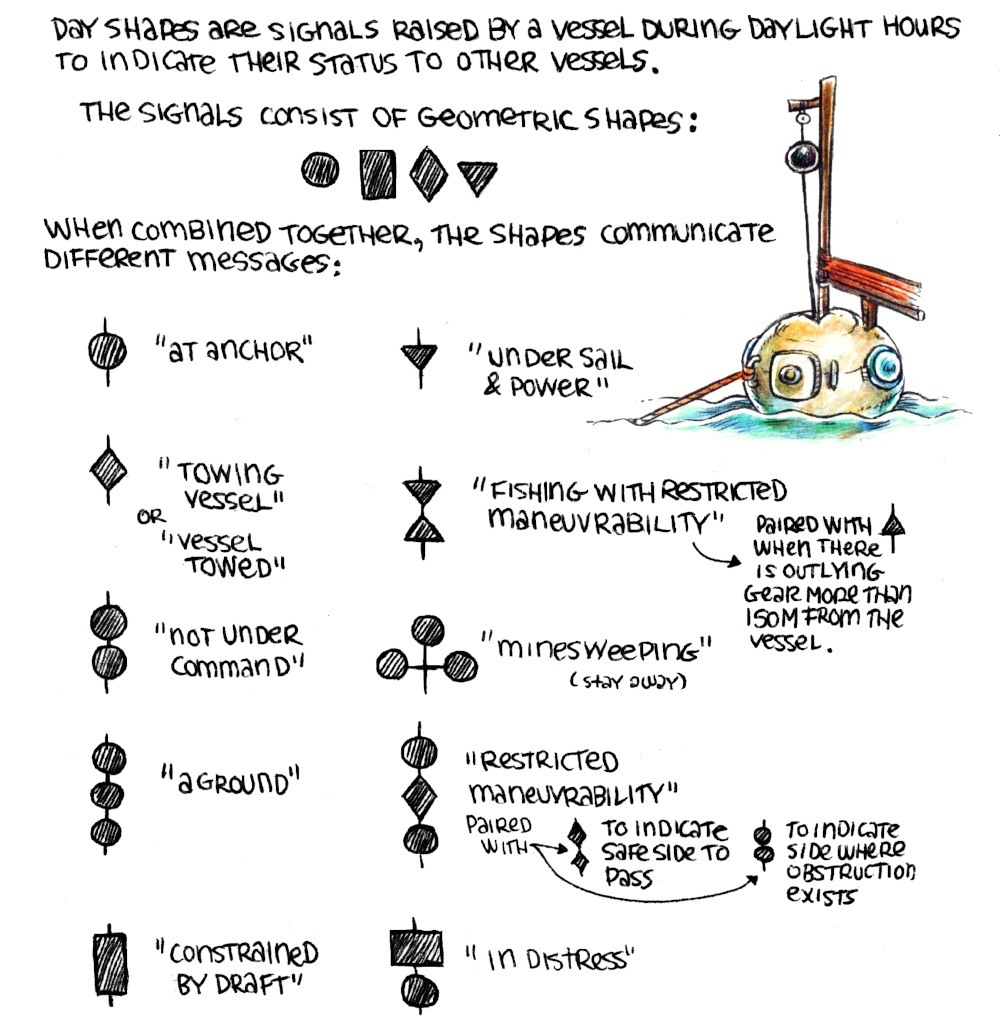 DAY SHAPES ARE SIGNALS RAISED BY A VESSEL DURING DAYLIGHT HOURS
TO INDICATE THEIR STATUS TO OTHER VESSELS.
THE SIGNALS CONSIST OF GEOMETRIC SHAPES:
WHEN COMBINED TOGETHER, THE SHAPES COMMUNICATE
DIFFERENT MESSAGES:
"AT ANCHOR"
"UNDER SAIL
& POWER"
"TOWING
VESSEL"
OR
"VESSEL
TOWED"
"FISHING WITH RESTRICTED
MANEUVRABILITY"
PAIRED WITH
WHEN THERE
IS OUTLYING
GEAR MORE THAN
150M FROM THE
VESSEL.
"NOT UNDER
COMMAND"
"MINESWEEPING"
(STAY AWAY)
"AGROUND"
"RESTRICTED
MANEUVRABILITY"
PAIRED
WITH
TO INDICATE
SAFE SIDE TO
PASS
TO INDICATE
SIDE WHERE
OBSTRUCTION
EXISTS
"CONSTRAINED
BY DRAFT"
"IN DISTRESS"